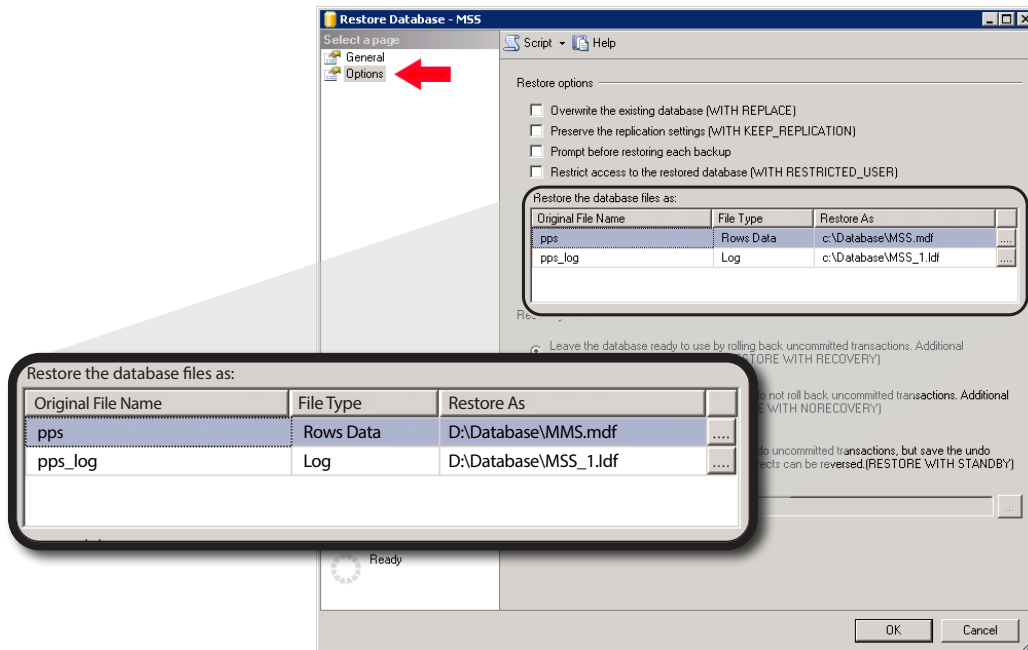 Restore Database - MSS
Select a page
General
Options
Script Help
Restore options
Overwrite the existing database (WITH REPLACE)
Preserve the replication settings (WITH KEEP_REPLICATION)
Prompt before restoring each backup
Restrict access to the restored database (WITH RESTRICTED_USER)
Restore the database files as:
Original File Name File Type Restore As
pps Rows Data c:\Database\MSS.mdf ....
pps_log Log c:\Database\MSS_1.ldf ....
Leave the database ready to use by rolling back uncommitted transactions. Additional
STORE WITH RECOVERY)
not roll back uncommitted transactions. Additional
WITH NORECOVERY)
uncommitted transactions, but save the undo
can be reversed.(RESTORE WITH STANDBY)
...
Restore the database files as:
Original File Name File Type Restore As
pps Rows Data D:\Database\MMS.mdf ....
pps_log Log D:\Database\MSS_1.ldf ....
Ready
OK Cancel